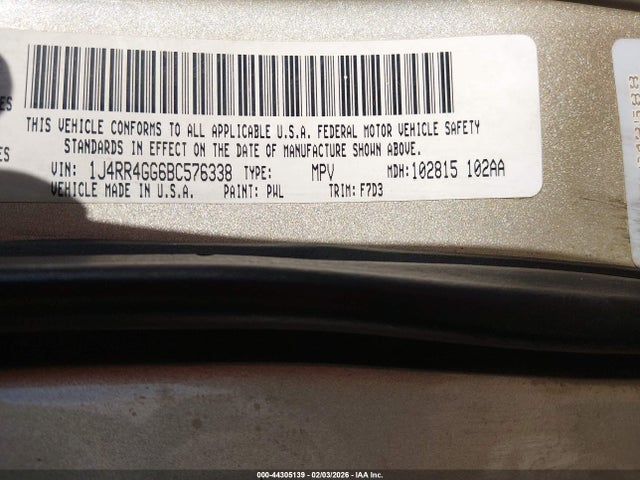 ES
THIS VEHICLE CONFORMS TO ALL APPLICABLE U.S.A. FEDERAL MOTOR VEHICLE SAFETY
STANDARDS IN EFFECT ON THE DATE OF MANUFACTURE SHOWN ABOVE.
ES
VIN: 1J4RR4GG6BC576338 TYPE: MPV MDH:102815 102AA
VEHICLE MADE IN U.S.A. PAINT: PWL TRIM:F7D3
000-44305139 - 02/03/2026 - IAA Inc.